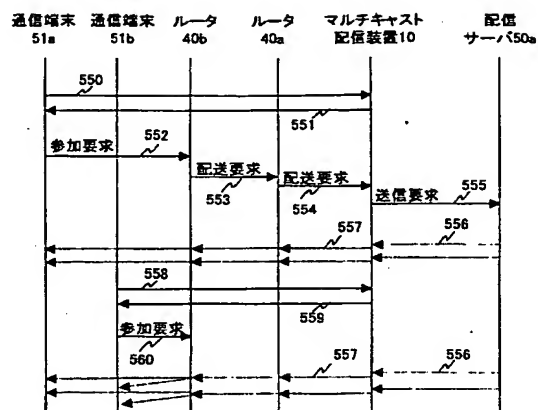 通信端末 通信端末 ルータ ルータ マルチキャスト 配信
51a 51b 40b 40a 配信装置10 サーバ50a
550
551
参加要求 552
配送要求
553
配送要求
554
送信要求 555
557 556
558
559
参加要求
560
557 556